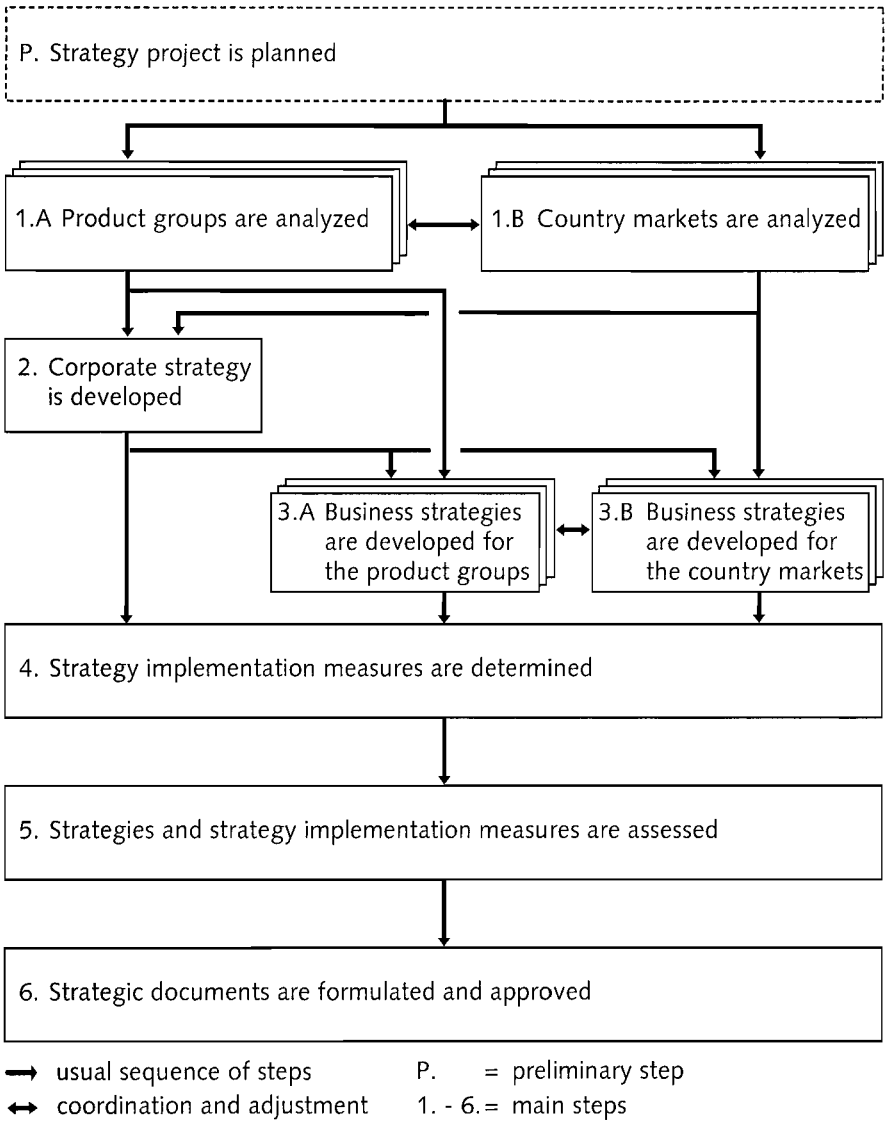 P. Strategy project is planned
1.A Product groups are analyzed
1.B Country markets are analyzed
2. Corporate strategy
is developed
3.A Business strategies
are developed for
the product groups
3.B Business strategies
are developed for
the country markets
4. Strategy implementation measures are determined
5. Strategies and strategy implementation measures are assessed
6. Strategic documents are formulated and approved
usual sequence of steps
P. = preliminary step
coordination and adjustment
1. - 6. = main steps